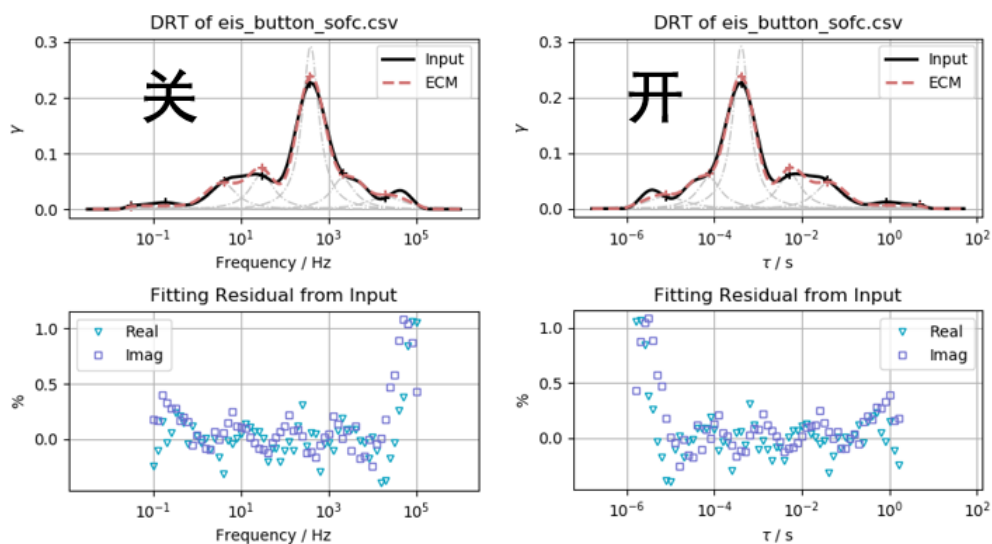 DRT of eis_button_sofc.csv
0.3
0.2
0.1
0.0
γ
关
Input
ECM
10⁻¹ 10¹ 10³ 10⁵
Frequency / Hz
DRT of eis_button_sofc.csv
0.3
0.2
0.1
0.0
γ
开
Input
ECM
10⁻⁶ 10⁻⁴ 10⁻² 10⁰ 10²
τ / s
Fitting Residual from Input
1.0
0.5
0.0
%
Real
Imag
10⁻¹ 10¹ 10³ 10⁵
Frequency / Hz
Fitting Residual from Input
1.0
0.5
0.0
%
Real
Imag
10⁻⁶ 10⁻⁴ 10⁻² 10⁰ 10²
τ / s